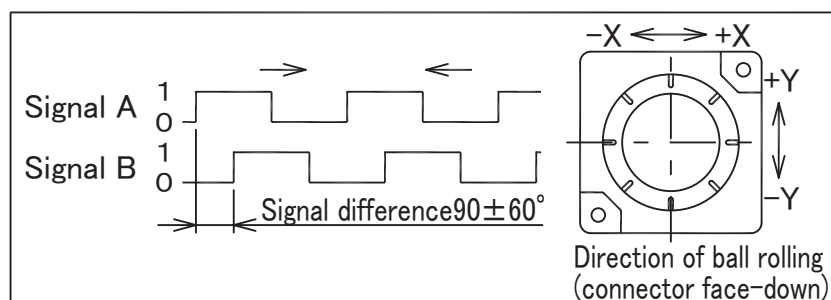 Signal A
1
0
Signal B
1
0
Signal difference90±60°
-X
+X
+Y
-Y
Direction of ball rolling
(connector face-down)